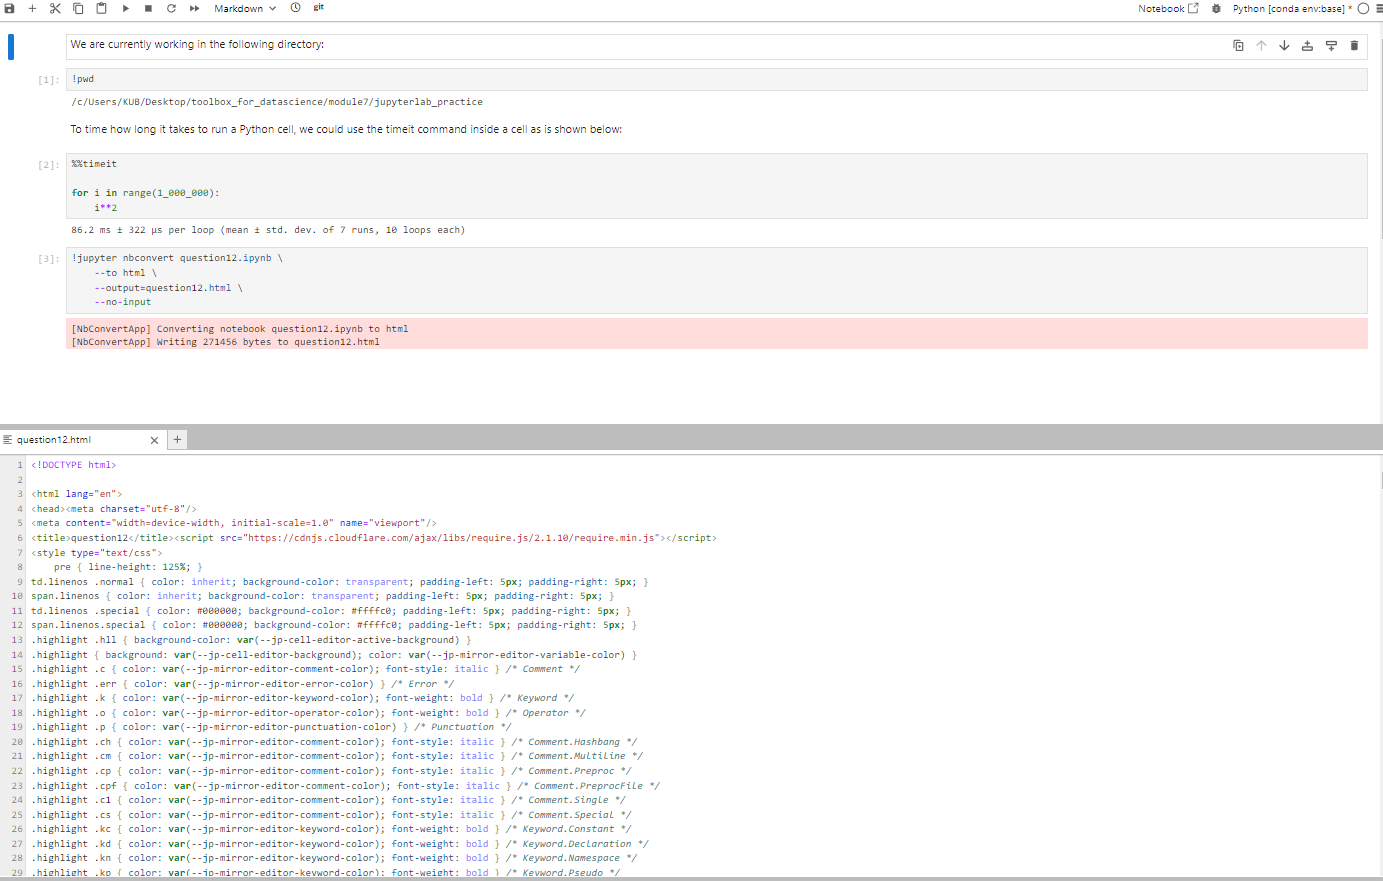 Markdown git Notebook Python [conda env:base] *
We are currently working in the following directory:
[1]: !pwd
/c/Users/KUB/Desktop/toolbox_for_datascience/module7/jupyterlab_practice
To time how long it takes to run a Python cell, we could use the timeit command inside a cell as is shown below:
[2]: %%timeit
for i in range(1_000_000):
    i**2
86.2 ms ± 322 µs per loop (mean ± std. dev. of 7 runs, 10 loops each)
[3]: !jupyter nbconvert question12.ipynb \
    --to html \
    --output=question12.html \
    --no-input
[NbConvertApp] Converting notebook question12.ipynb to html
[NbConvertApp] Writing 271456 bytes to question12.html
question12.html
1 <!DOCTYPE html>
2
3 <html lang="en">
4 <head><meta charset="utf-8"/>
5 <meta content="width=device-width, initial-scale=1.0" name="viewport"/>
6 <title>question12</title><script src="https://cdnjs.cloudflare.com/ajax/libs/require.js/2.1.10/require.min.js"></script>
7 <style type="text/css">
8     pre { line-height: 125%; }
9 td.linenos .normal { color: inherit; background-color: transparent; padding-left: 5px; padding-right: 5px; }
10 span.linenos { color: inherit; background-color: transparent; padding-left: 5px; padding-right: 5px; }
11 td.linenos .special { color: #000000; background-color: #ffffc0; padding-left: 5px; padding-right: 5px; }
12 span.linenos.special { color: #000000; background-color: #ffffc0; padding-left: 5px; padding-right: 5px; }
13 .highlight .hll { background-color: var(--jp-cell-editor-active-background) }
14 .highlight { background: var(--jp-cell-editor-background); color: var(--jp-mirror-editor-variable-color) }
15 .highlight .c { color: var(--jp-mirror-editor-comment-color); font-style: italic } /* Comment */
16 .highlight .err { color: var(--jp-mirror-editor-error-color) } /* Error */
17 .highlight .k { color: var(--jp-mirror-editor-keyword-color); font-weight: bold } /* Keyword */
18 .highlight .o { color: var(--jp-mirror-editor-operator-color); font-weight: bold } /* Operator */
19 .highlight .p { color: var(--jp-mirror-editor-punctuation-color) } /* Punctuation */
20 .highlight .ch { color: var(--jp-mirror-editor-comment-color); font-style: italic } /* Comment.Hashbang */
21 .highlight .cm { color: var(--jp-mirror-editor-comment-color); font-style: italic } /* Comment.Multiline */
22 .highlight .cp { color: var(--jp-mirror-editor-comment-color); font-style: italic } /* Comment.Preproc */
23 .highlight .cpf { color: var(--jp-mirror-editor-comment-color); font-style: italic } /* Comment.PreprocFile */
24 .highlight .c1 { color: var(--jp-mirror-editor-comment-color); font-style: italic } /* Comment.Single */
25 .highlight .cs { color: var(--jp-mirror-editor-comment-color); font-style: italic } /* Comment.Special */
26 .highlight .kc { color: var(--jp-mirror-editor-keyword-color); font-weight: bold } /* Keyword.Constant */
27 .highlight .kd { color: var(--jp-mirror-editor-keyword-color); font-weight: bold } /* Keyword.Declaration */
28 .highlight .kn { color: var(--jp-mirror-editor-keyword-color); font-weight: bold } /* Keyword.Namespace */
29 .highlight .kp { color: var(--jp-mirror-editor-keyword-color); font-weight: bold } /* Keyword.Pseudo */